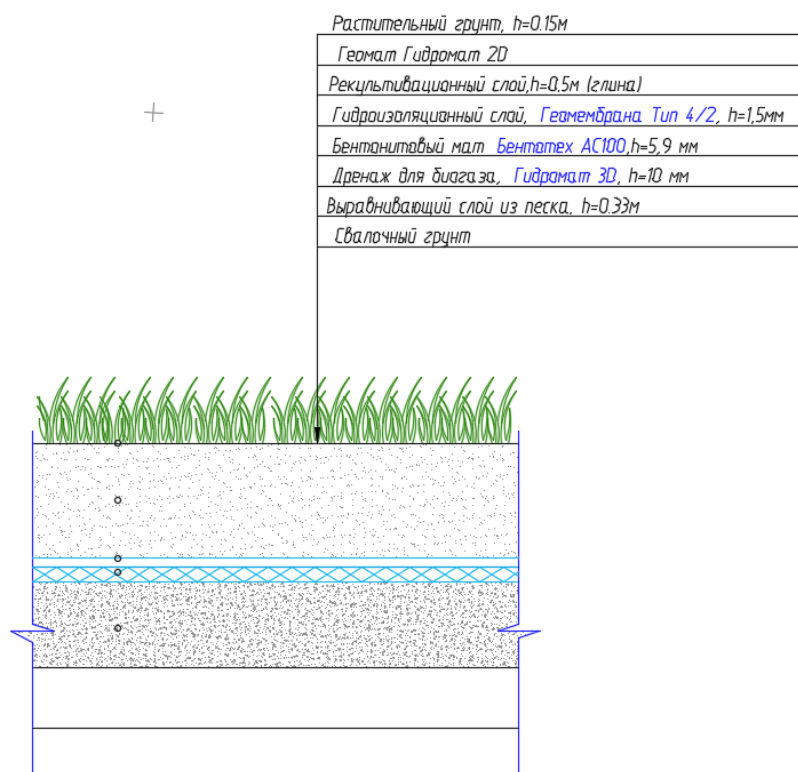 Растительный грунт, h=0.15м
Геомат Гидромат 2D
Рекультивационный слой,h=0.5м (глина)
Гидроизоляционный слой, Геомембрана Тип 4/2, h=1,5мм
Бентонитовый мат Бентотех АС100,h=5,9 мм
Дренаж для биогаза, Гидромат 3D, h=10 мм
Выравнивающий слой из песка, h=0.33м
Свалочный грунт